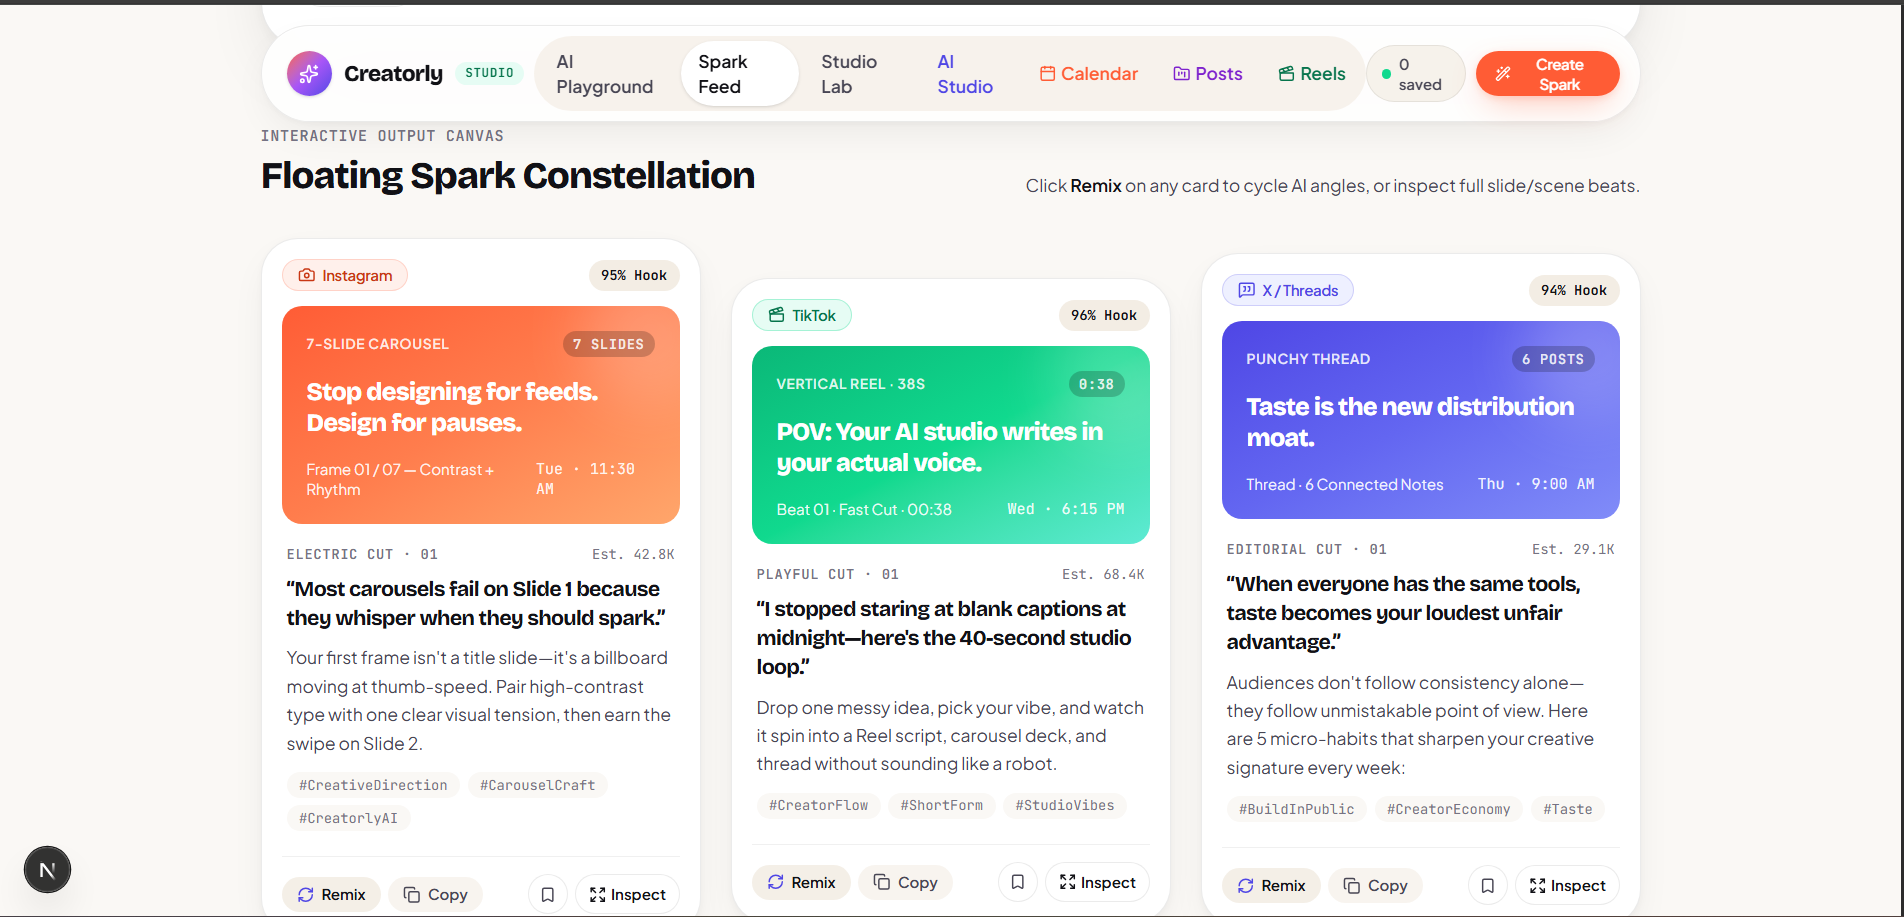 Creatorly
STUDIO
AI
Playground
Spark
Feed
Studio
Lab
AI
Studio
Calendar
Posts
Reels
0
saved
Create
Spark
INTERACTIVE OUTPUT CANVAS
Floating Spark Constellation
Click Remix on any card to cycle AI angles, or inspect full slide/scene beats.
Instagram
95% Hook
7-SLIDE CAROUSEL
7 SLIDES
Stop designing for feeds.
Design for pauses.
Frame 01 / 07 — Contrast +
Rhythm
Tue · 11:30
AM
ELECTRIC CUT · 01
Est. 42.8K
“Most carousels fail on Slide 1 because
they whisper when they should spark.”
Your first frame isn't a title slide—it's a billboard
moving at thumb-speed. Pair high-contrast
type with one clear visual tension, then earn the
swipe on Slide 2.
#CreativeDirection
#CarouselCraft
#CreatorlyAI
Remix
Copy
Inspect
TikTok
96% Hook
VERTICAL REEL · 38S
0:38
POV: Your AI studio writes in
your actual voice.
Beat 01 · Fast Cut · 00:38
Wed · 6:15 PM
PLAYFUL CUT · 01
Est. 68.4K
“I stopped staring at blank captions at
midnight—here's the 40-second studio
loop.”
Drop one messy idea, pick your vibe, and watch
it spin into a Reel script, carousel deck, and
thread without sounding like a robot.
#CreatorFlow
#ShortForm
#StudioVibes
Remix
Copy
Inspect
X / Threads
94% Hook
PUNCHY THREAD
6 POSTS
Taste is the new distribution
moat.
Thread · 6 Connected Notes
Thu · 9:00 AM
EDITORIAL CUT · 01
Est. 29.1K
“When everyone has the same tools,
taste becomes your loudest unfair
advantage.”
Audiences don't follow consistency alone—
they follow unmistakable point of view. Here
are 5 micro-habits that sharpen your creative
signature every week:
#BuildInPublic
#CreatorEconomy
#Taste
Remix
Copy
Inspect
N